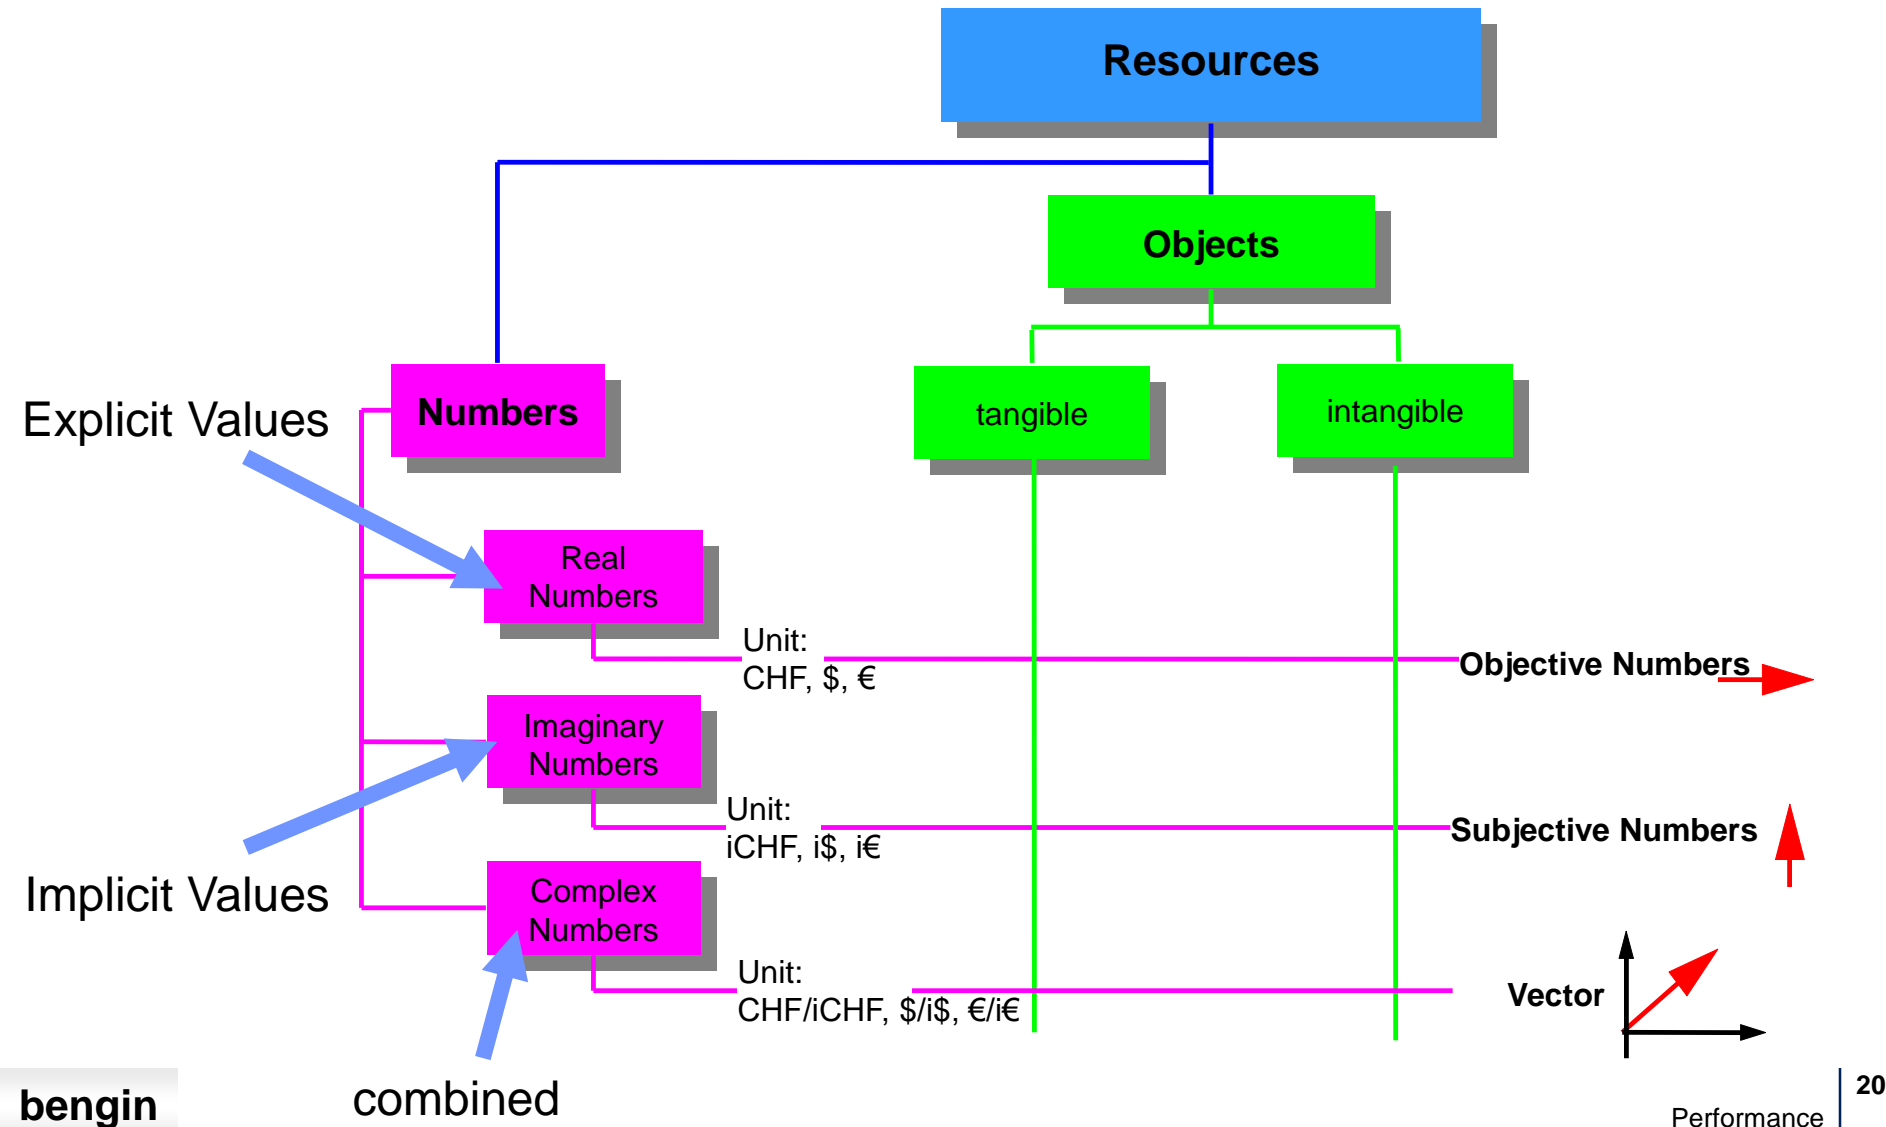 Resources
Objects
Explicit Values
Numbers
tangible
intangible
Real
Numbers
Unit:
CHF, $, €
Objective Numbers
Imaginary
Numbers
Unit:
iCHF, i$, i€
Subjective Numbers
Implicit Values
Complex
Numbers
Unit:
CHF/iCHF, $/i$, €/i€
Vector
combined
bengin
Performance
20